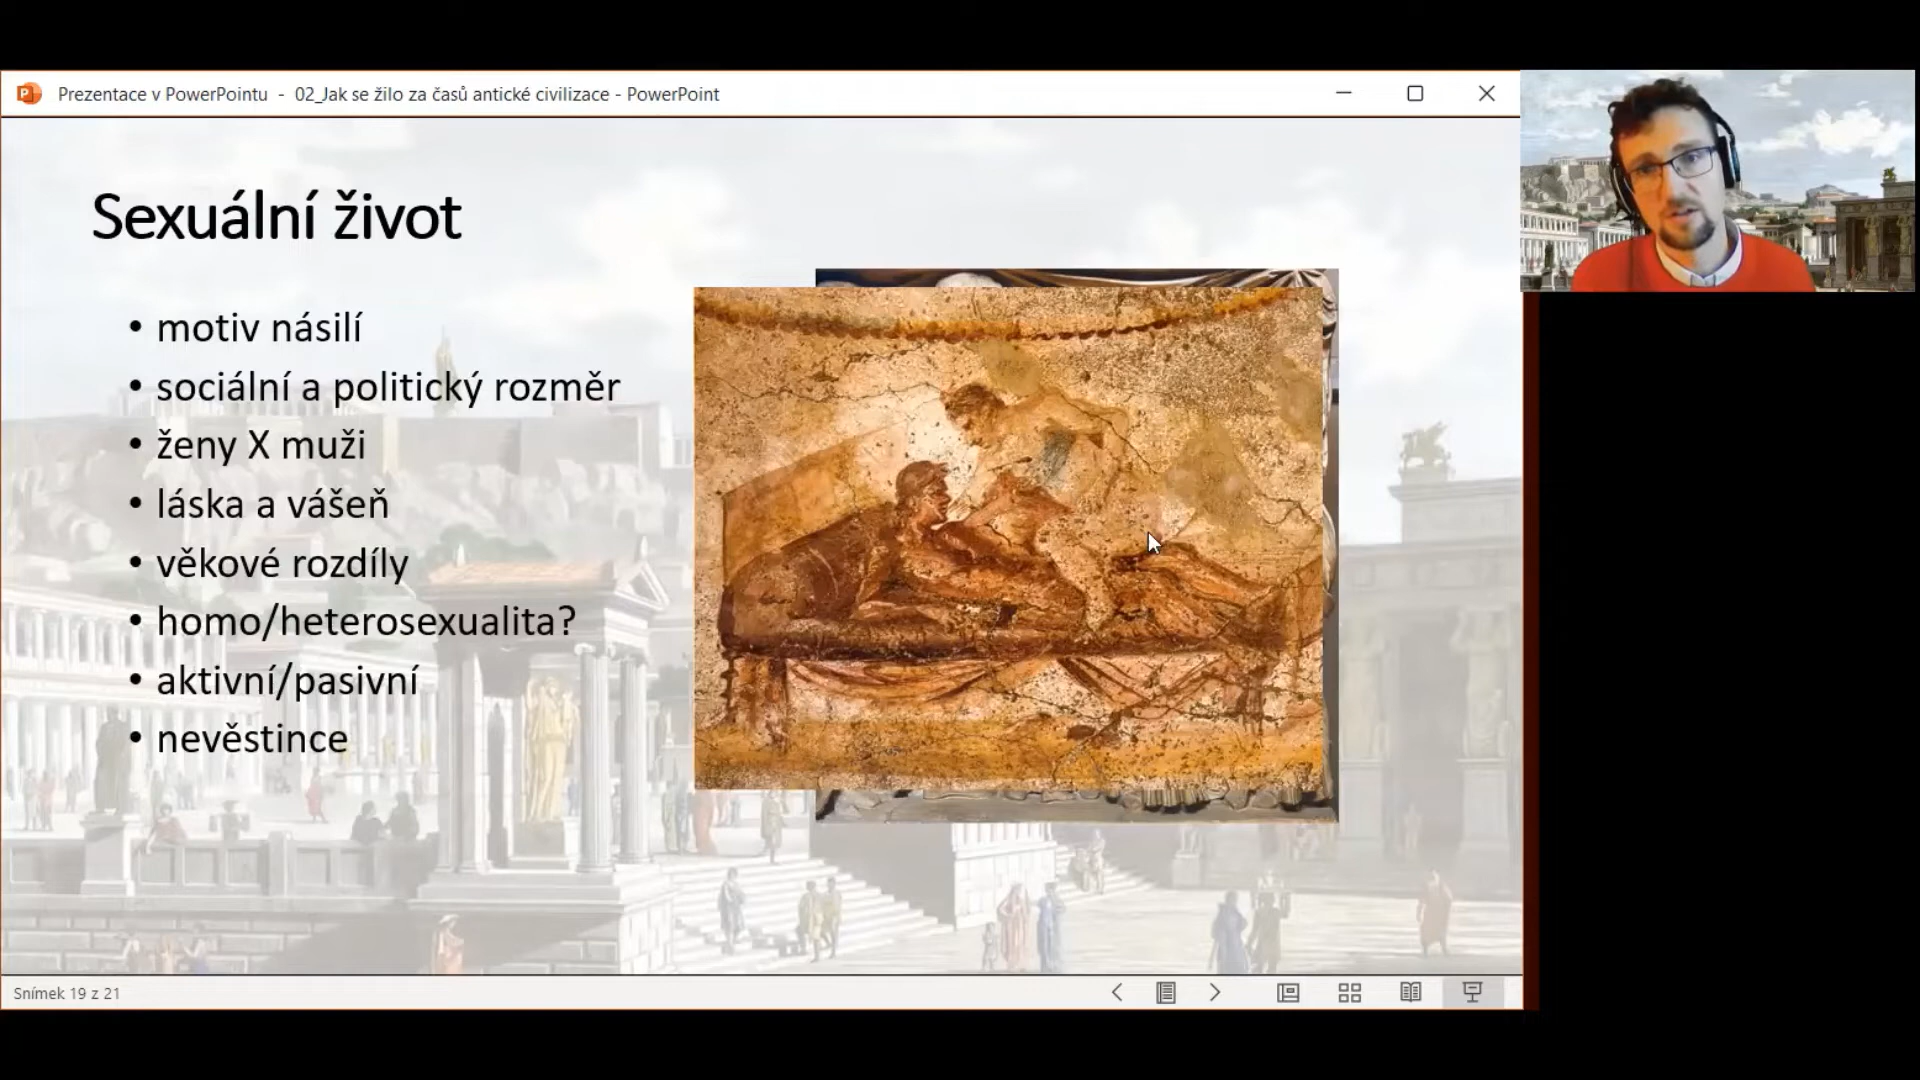 Prezentace v PowerPointu - 02_Jak se žilo za časů antické civilizace - PowerPoint
Sexuální život
• motiv násilí
• sociální a politický rozměr
• ženy X muži
• láska a vášeň
• věkové rozdíly
• homo/heterosexualita?
• aktivní/pasivní
• nevěstince
Snímek 19 z 21